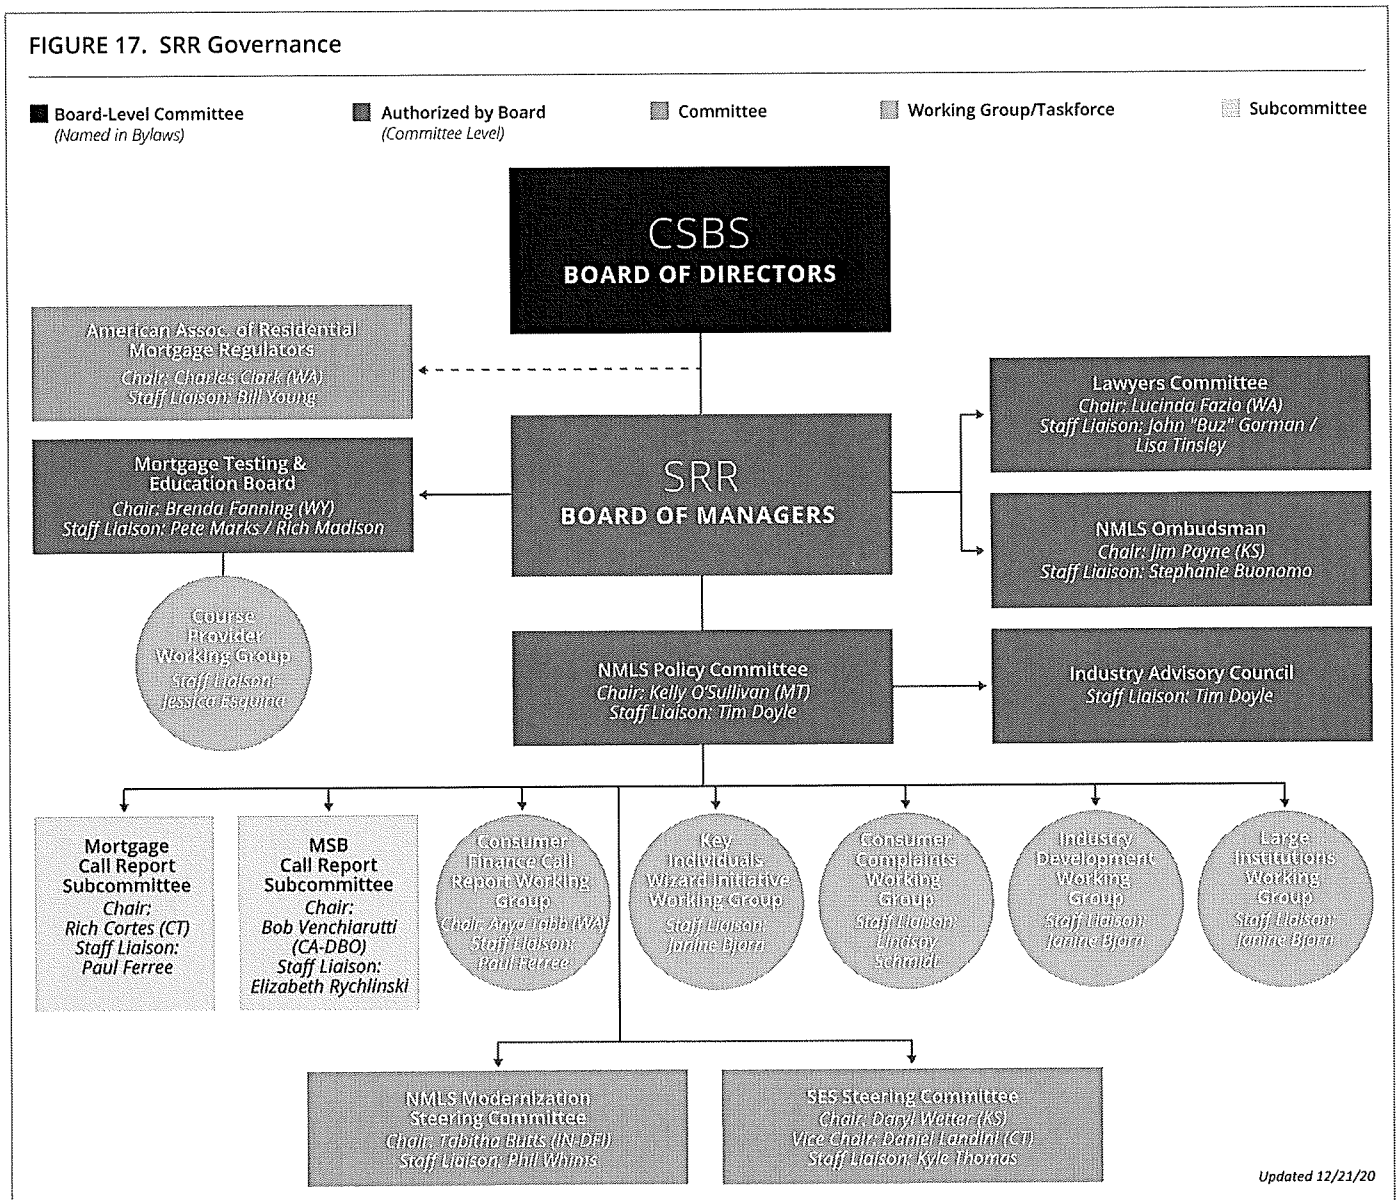 FIGURE 17. SRR Governance
Board-Level Committee
(Named in Bylaws)
Authorized by Board
(Committee Level)
Committee
Working Group/Taskforce
Subcommittee
CSBS
BOARD OF DIRECTORS
American Assoc. of Residential
Mortgage Regulators
Chair: Charles Clark (WA)
Staff Liaison: Bill Young
Lawyers Committee
Chair: Lucinda Fazio (WA)
Staff Liaison: John "Buz" Gorman /
Lisa Tinsley
Mortgage Testing &
Education Board
Chair: Brenda Fanning (WY)
Staff Liaison: Pete Marks / Rich Madison
SRR
BOARD OF MANAGERS
NMLS Ombudsman
Chair: Jim Payne (KS)
Staff Liaison: Stephanie Buonomo
Course
Provider
Working Group
Staff Liaison:
Jessica Esquina
NMLS Policy Committee
Chair: Kelly O'Sullivan (MT)
Staff Liaison: Tim Doyle
Industry Advisory Council
Staff Liaison: Tim Doyle
Mortgage
Call Report
Subcommittee
Chair:
Rich Cortes (CT)
Staff Liaison:
Paul Ferree
MSB
Call Report
Subcommittee
Chair:
Bob Venchiarutti
(CA-DBO)
Staff Liaison:
Elizabeth Rychlinski
Consumer
Finance Call
Report Working
Group
Chair: Anya Tabb (WA)
Staff Liaison:
Paul Ferree
Key
Individuals
Wizard Initiative
Working Group
Staff Liaison:
Janine Bjorn
Consumer
Complaints
Working
Group
Staff Liaison:
Lindsay
Schmidt
Industry
Development
Working
Group
Staff Liaison:
Janine Bjorn
Large
Institutions
Working
Group
Staff Liaison:
Janine Bjorn
NMLS Modernization
Steering Committee
Chair: Tabitha Butts (IN-DFI)
Staff Liaison: Phil Whims
SES Steering Committee
Chair: Daryl Wetter (KS)
Vice Chair: Daniel Landini (CT)
Staff Liaison: Kyle Thomas
Updated 12/21/20